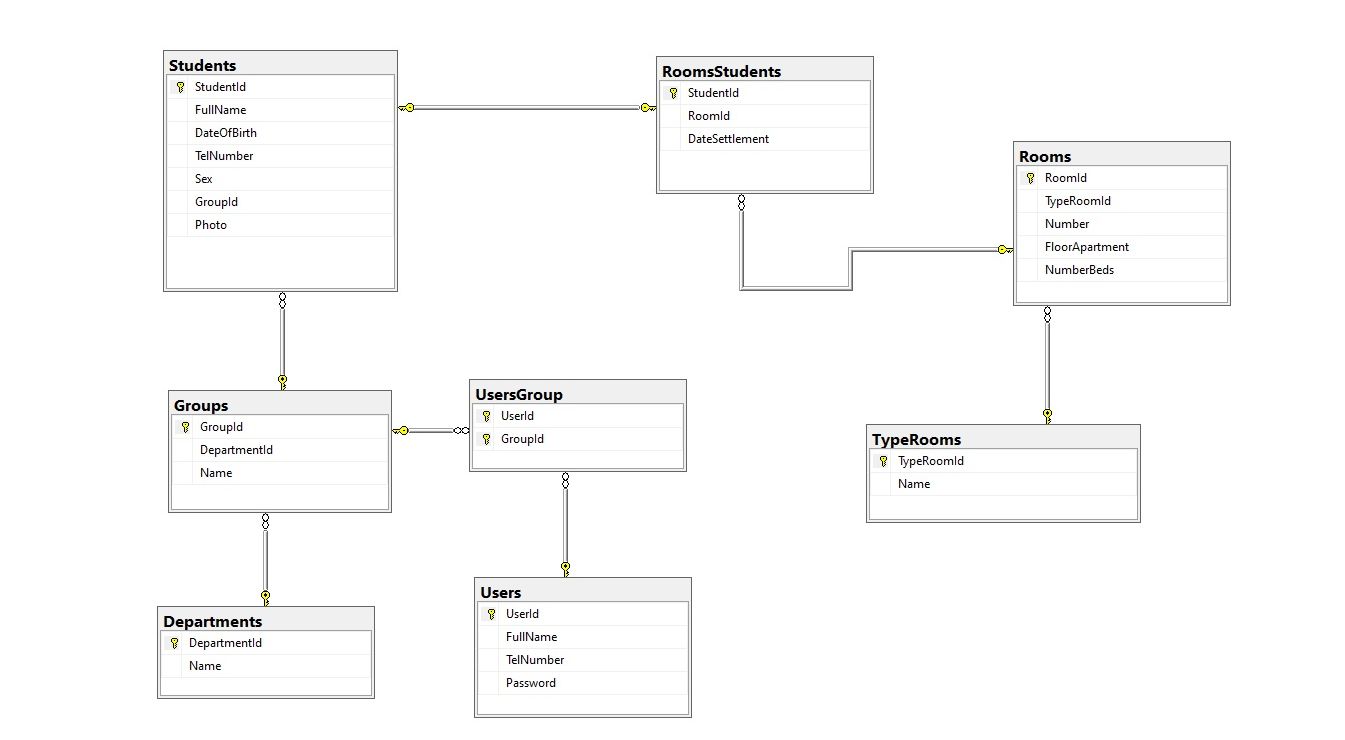 Students
StudentId
FullName
DateOfBirth
TelNumber
Sex
GroupId
Photo
RoomsStudents
StudentId
RoomId
DateSettlement
Rooms
RoomId
TypeRoomId
Number
FloorApartment
NumberBeds
Groups
GroupId
DepartmentId
Name
UsersGroup
UserId
GroupId
TypeRooms
TypeRoomId
Name
Departments
DepartmentId
Name
Users
UserId
FullName
TelNumber
Password